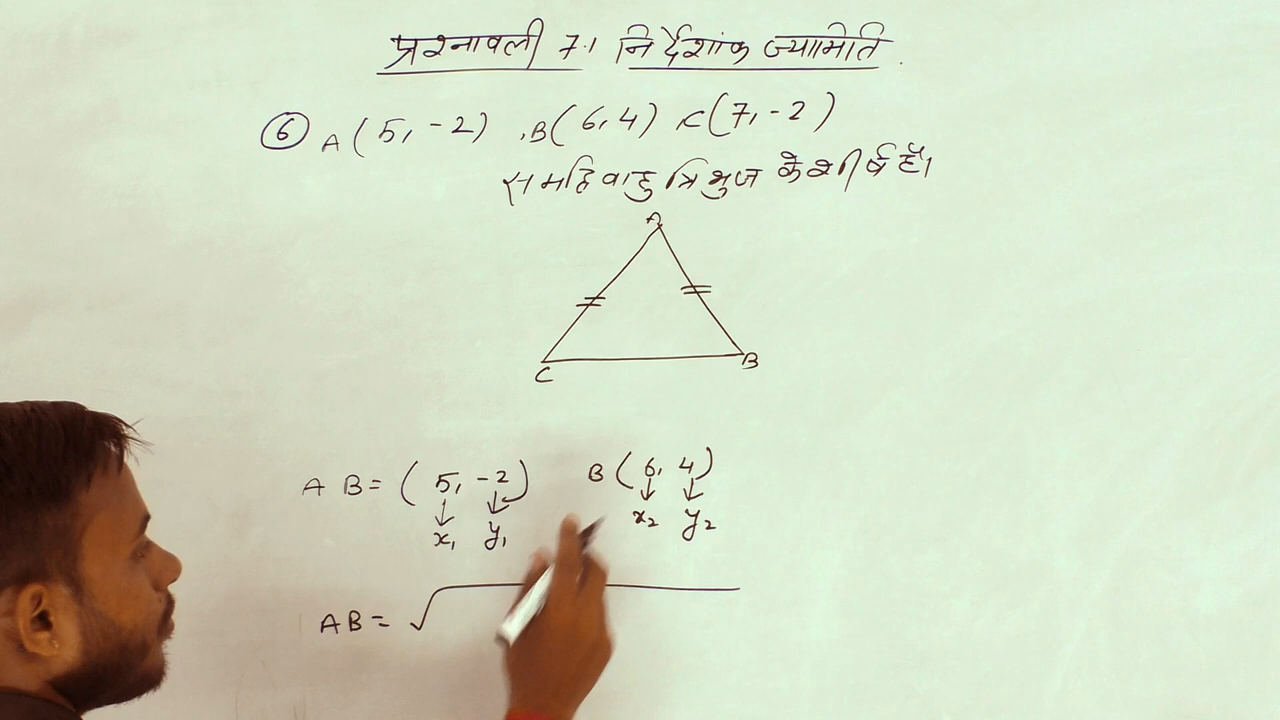 प्रश्नावली 7.1 निर्देशांक ज्यामिति
⑥ A(5, -2) , B(6, 4) , C(7, -2)
समद्विवाहु त्रिभुज के शीर्ष हैं।
A
C B
AB = (5, -2) B(6, 4)
x₁ y₁ x₂ y₂
AB = √